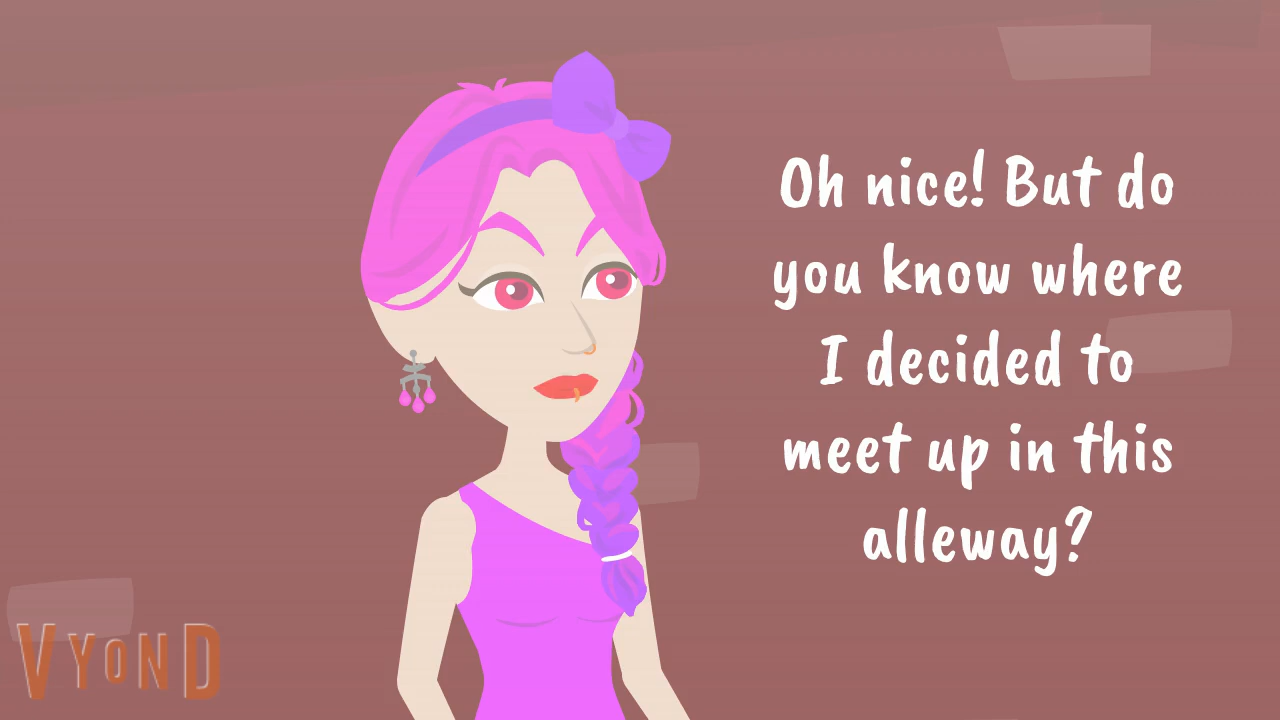 Oh nice! But do
you know where
I decided to
meet up in this
alleway?
VYOND